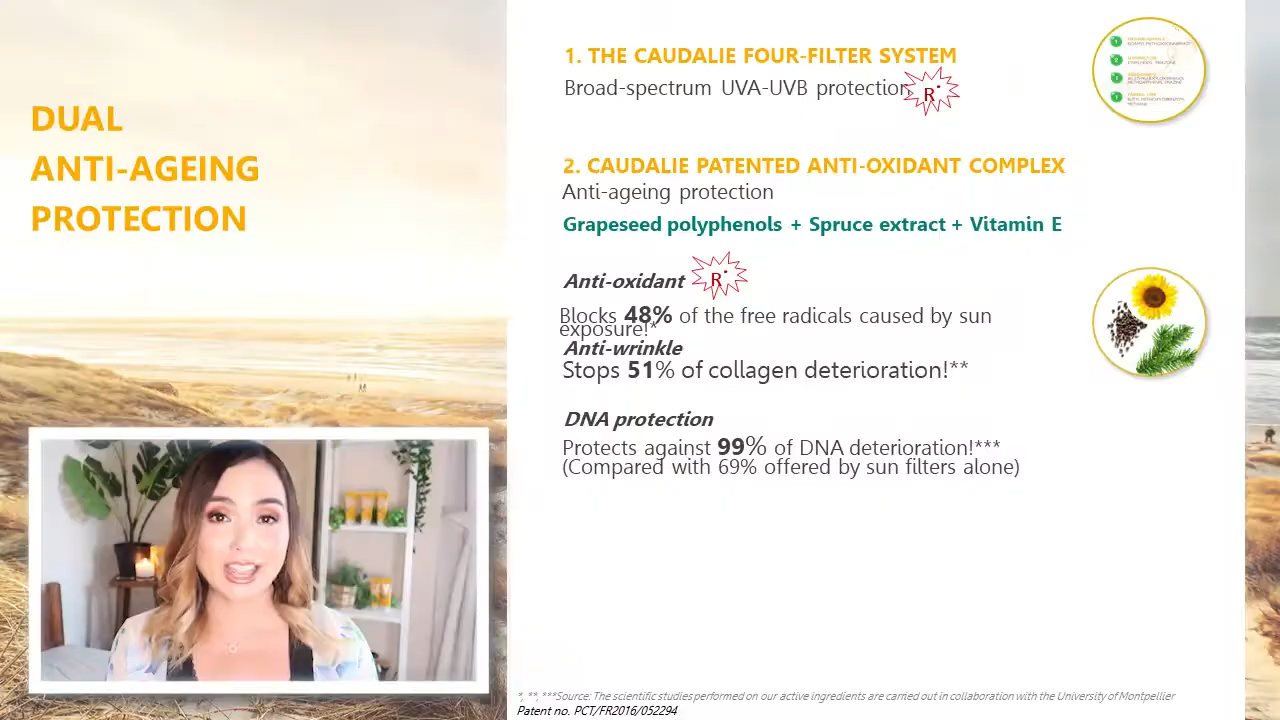 DUAL
ANTI-AGEING
PROTECTION
1. THE CAUDALIE FOUR-FILTER SYSTEM
Broad-spectrum UVA-UVB protection
R*
2. CAUDALIE PATENTED ANTI-OXIDANT COMPLEX
Anti-ageing protection
Grapeseed polyphenols + Spruce extract + Vitamin E
Anti-oxidant
R*
Blocks 48% of the free radicals caused by sun
exposure!*
Anti-wrinkle
Stops 51% of collagen deterioration!**
DNA protection
Protects against 99% of DNA deterioration!***
(Compared with 69% offered by sun filters alone)
*, **, ***Source: The scientific studies performed on our active ingredients are carried out in collaboration with the University of Montpellier
Patent no. PCT/FR2016/052294